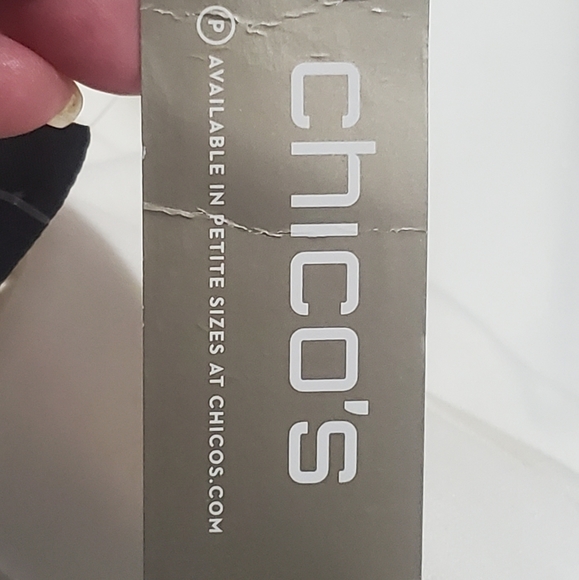 chico's
Ⓟ AVAILABLE IN PETITE SIZES AT CHICOS.COM